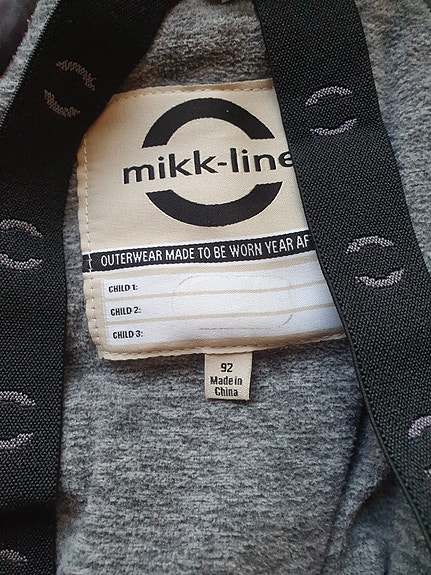 mikk-line
OUTERWEAR MADE TO BE WORN YEAR AF
CHILD 1:
CHILD 2:
CHILD 3:
92
Made in
China